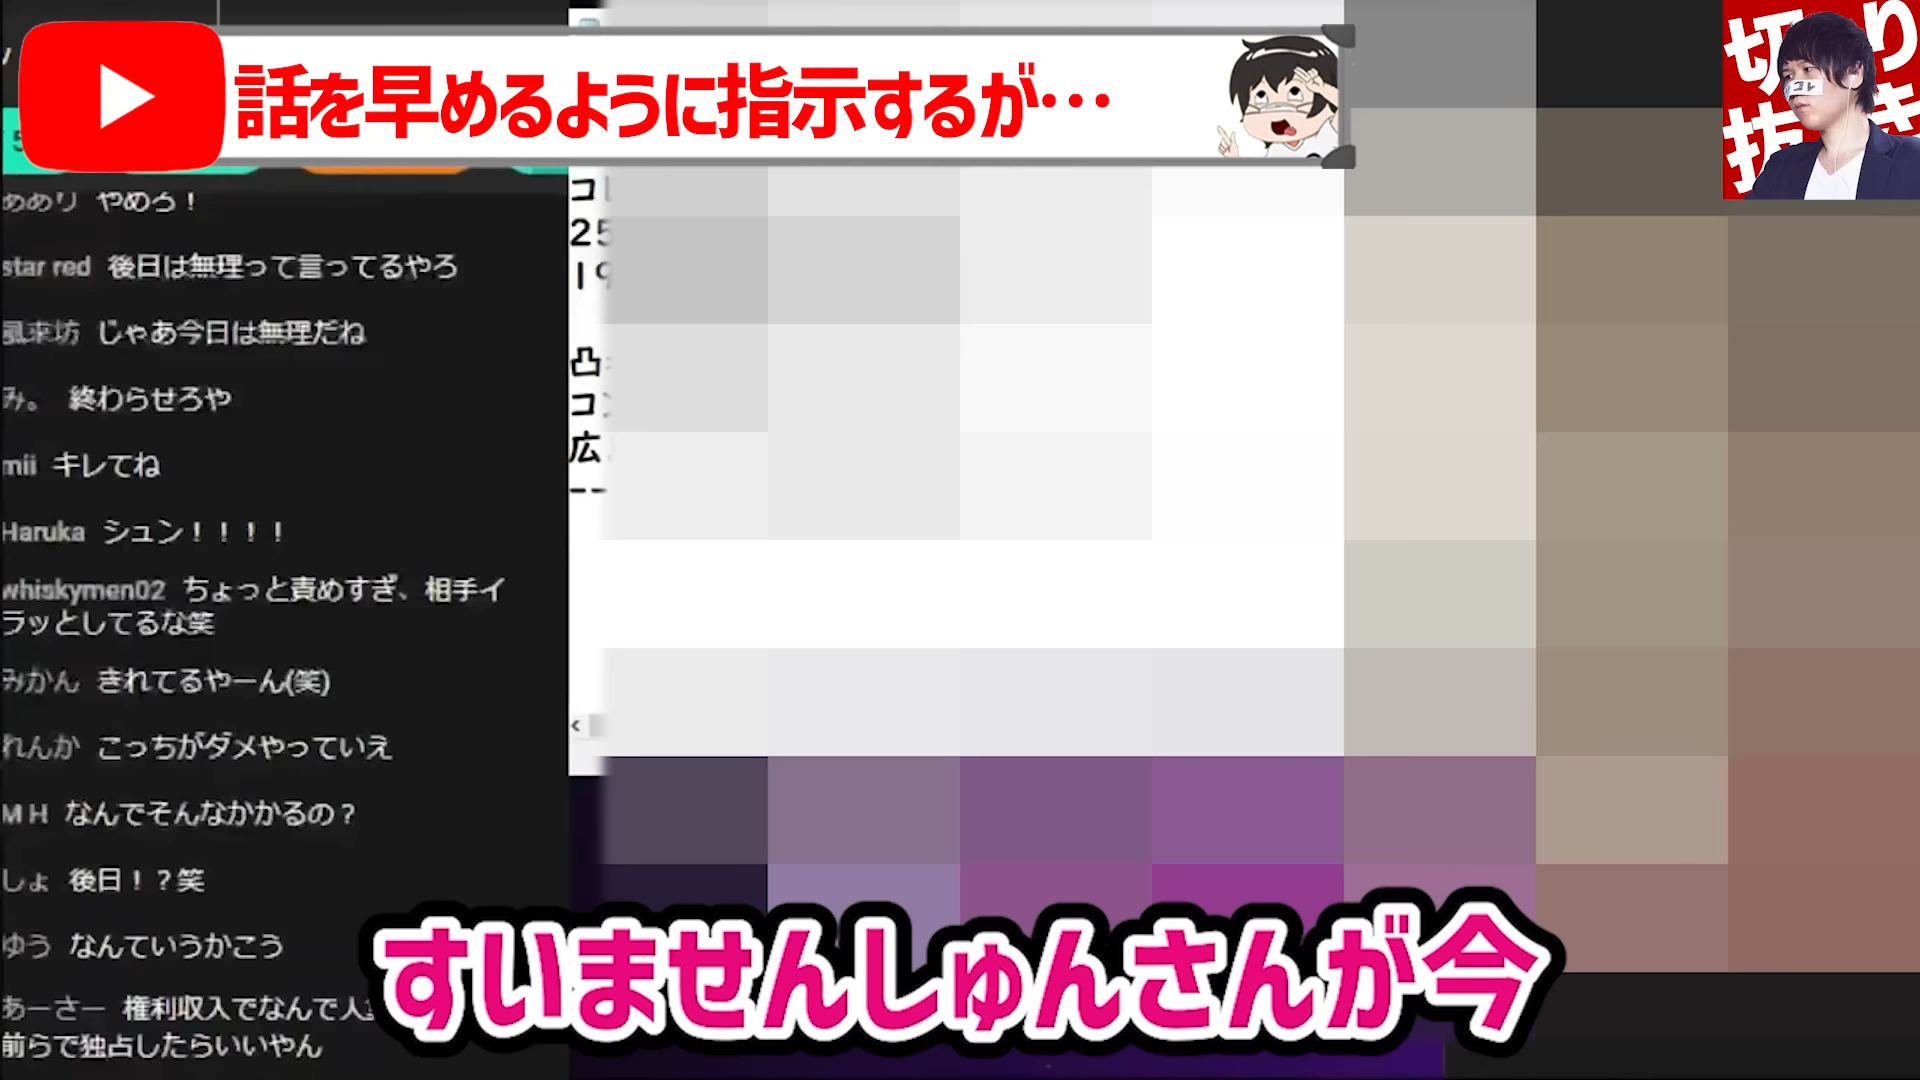 話を早めるように指示するが…
切り
抜き
コレ
ああり やめろ！
star red 後日は無理って言ってるやろ
風来坊 じゃあ今日は無理だね
み。 終わらせろや
mii キレてね
Haruka シュン！！！！
whiskymen02 ちょっと責めすぎ、相手イ
ラッとしてるな笑
みかん きれてるやーん(笑)
れんか こっちがダメやっていえ
M H なんでそんなかかるの？
しょ 後日！？笑
ゆう なんていうかこう
あーさー 権利収入でなんで人
前らで独占したらいいやん
コ
25
凸
コ
広
--
すいませんしゅんさんが今